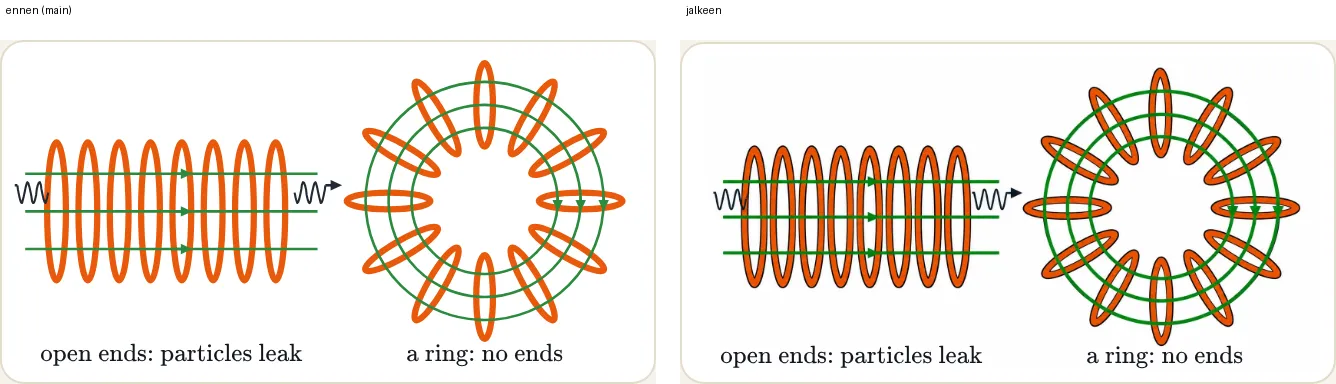 ennen (main)
jalkeen
open ends: particles leak
a ring: no ends
open ends: particles leak
a ring: no ends